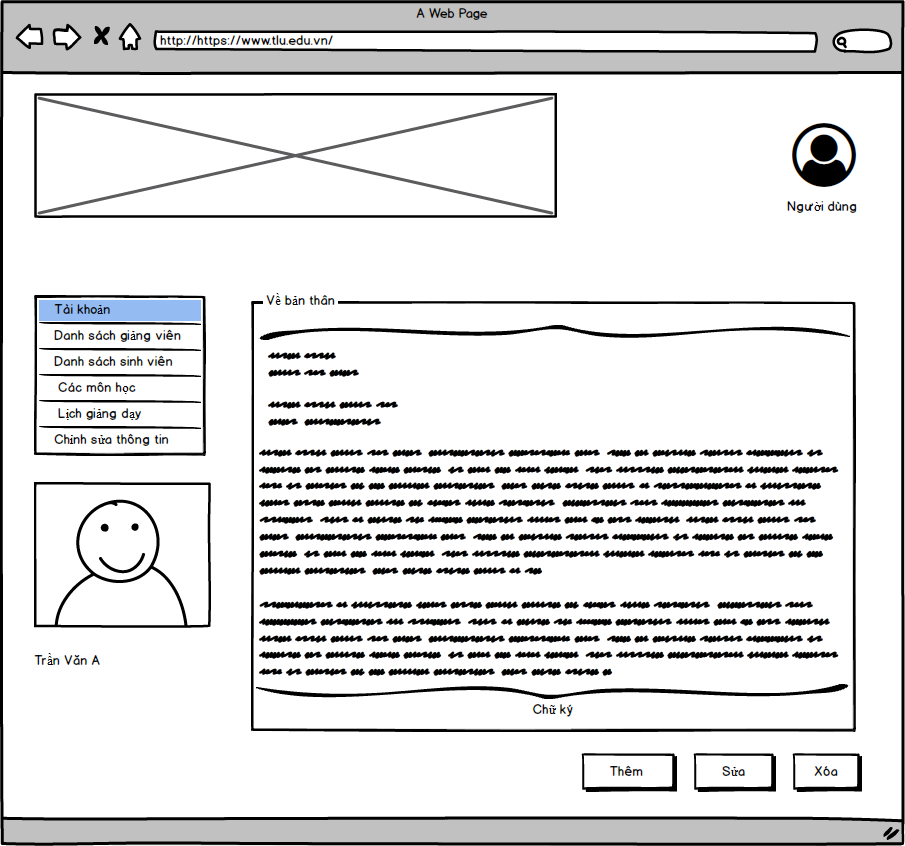 A Web Page
http://https://www.tlu.edu.vn/
Người dùng
Tài khoản
Danh sách giảng viên
Danh sách sinh viên
Các môn học
Lịch giảng dạy
Chỉnh sửa thông tin
Trần Văn A
Về bản thân
Chữ ký
Thêm
Sửa
Xóa